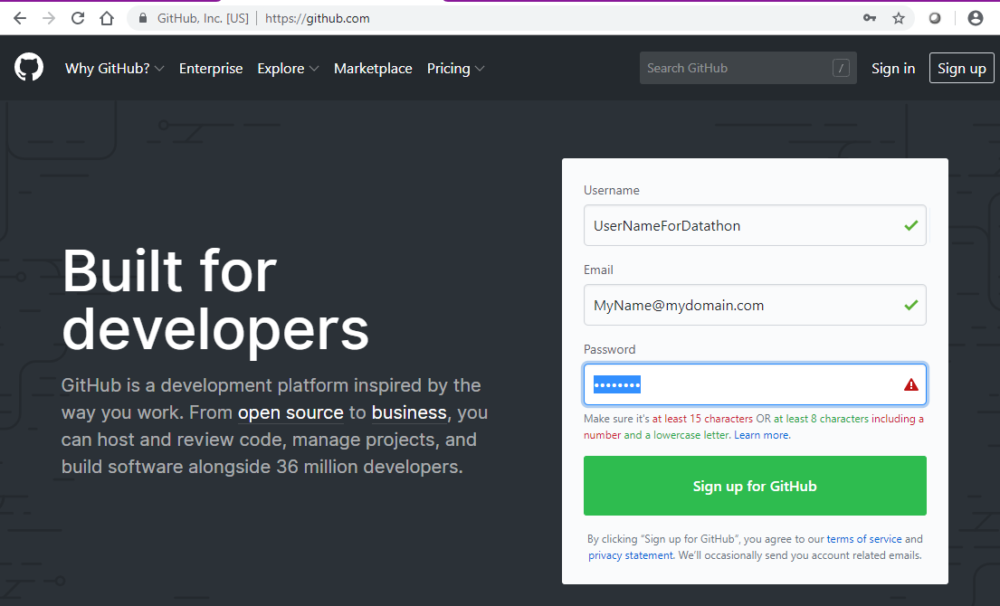 GitHub, Inc. [US] | https://github.com
Why GitHub? Enterprise Explore Marketplace Pricing Search GitHub / Sign in Sign up
Built for
developers
GitHub is a development platform inspired by the
way you work. From open source to business, you
can host and review code, manage projects, and
build software alongside 36 million developers.
Username
UserNameForDatathon
Email
MyName@mydomain.com
Password
••••••••
Make sure it's at least 15 characters OR at least 8 characters including a
number and a lowercase letter. Learn more.
Sign up for GitHub
By clicking “Sign up for GitHub”, you agree to our terms of service and
privacy statement. We’ll occasionally send you account related emails.